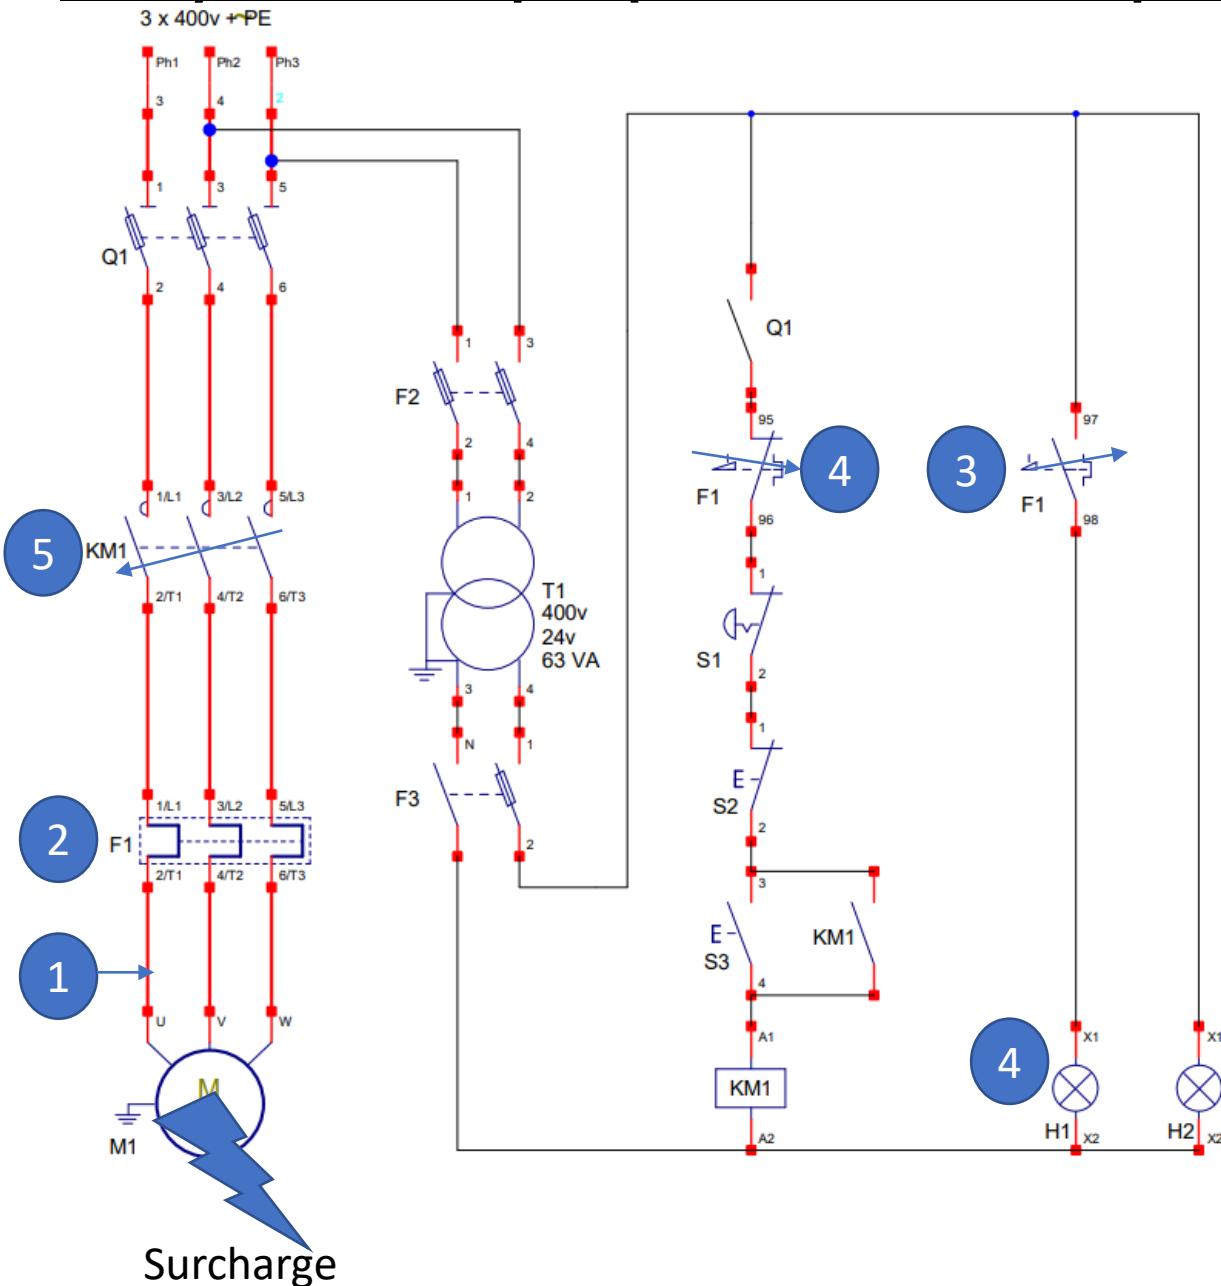 3 x 400v + PE
Ph1 Ph2 Ph3
3 4 2
1 3 5
Q1
2 4 6
1 3
F2
2 4
1 2
Q1
95 97
4 3
F1 F1
96 98
1/L1 3/L2 5/L3
5 KM1
2/T1 4/T2 6/T3
T1
400v
24v
63 VA
1
S1
2
3 4
N 1
F3
2
1
E
S2
2
1/L1 3/L2 5/L3
2 F1
2/T1 4/T2 6/T3
3
E
S3
KM1
4
1
U V W
M
M1
A1
KM1
A2
4
X1 X1
H1 H2
X2 X2
Surcharge